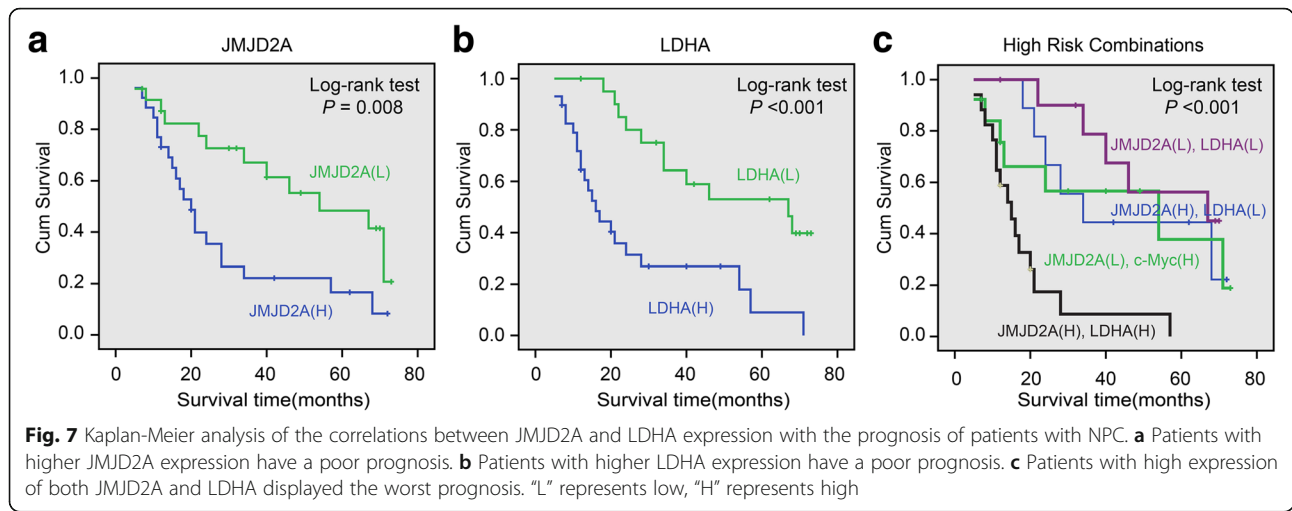 a
JMJD2A
1.0
0.8
0.6
0.4
0.2
0.0
Cum Survival
Log-rank test
P = 0.008
JMJD2A(L)
JMJD2A(H)
0 20 40 60 80
Survival time(months)
b
LDHA
1.0
0.8
0.6
0.4
0.2
0.0
Cum Survival
Log-rank test
P <0.001
LDHA(L)
LDHA(H)
0 20 40 60 80
Survival time(months)
c
High Risk Combinations
1.0
0.8
0.6
0.4
0.2
0.0
Cum Survival
Log-rank test
P <0.001
JMJD2A(L), LDHA(L)
JMJD2A(H), LDHA(L)
JMJD2A(L), c-Myc(H)
JMJD2A(H), LDHA(H)
0 20 40 60 80
Survival time(months)
Fig. 7 Kaplan-Meier analysis of the correlations between JMJD2A and LDHA expression with the prognosis of patients with NPC. a Patients with
higher JMJD2A expression have a poor prognosis. b Patients with higher LDHA expression have a poor prognosis. c Patients with high expression
of both JMJD2A and LDHA displayed the worst prognosis. “L” represents low, “H” represents high